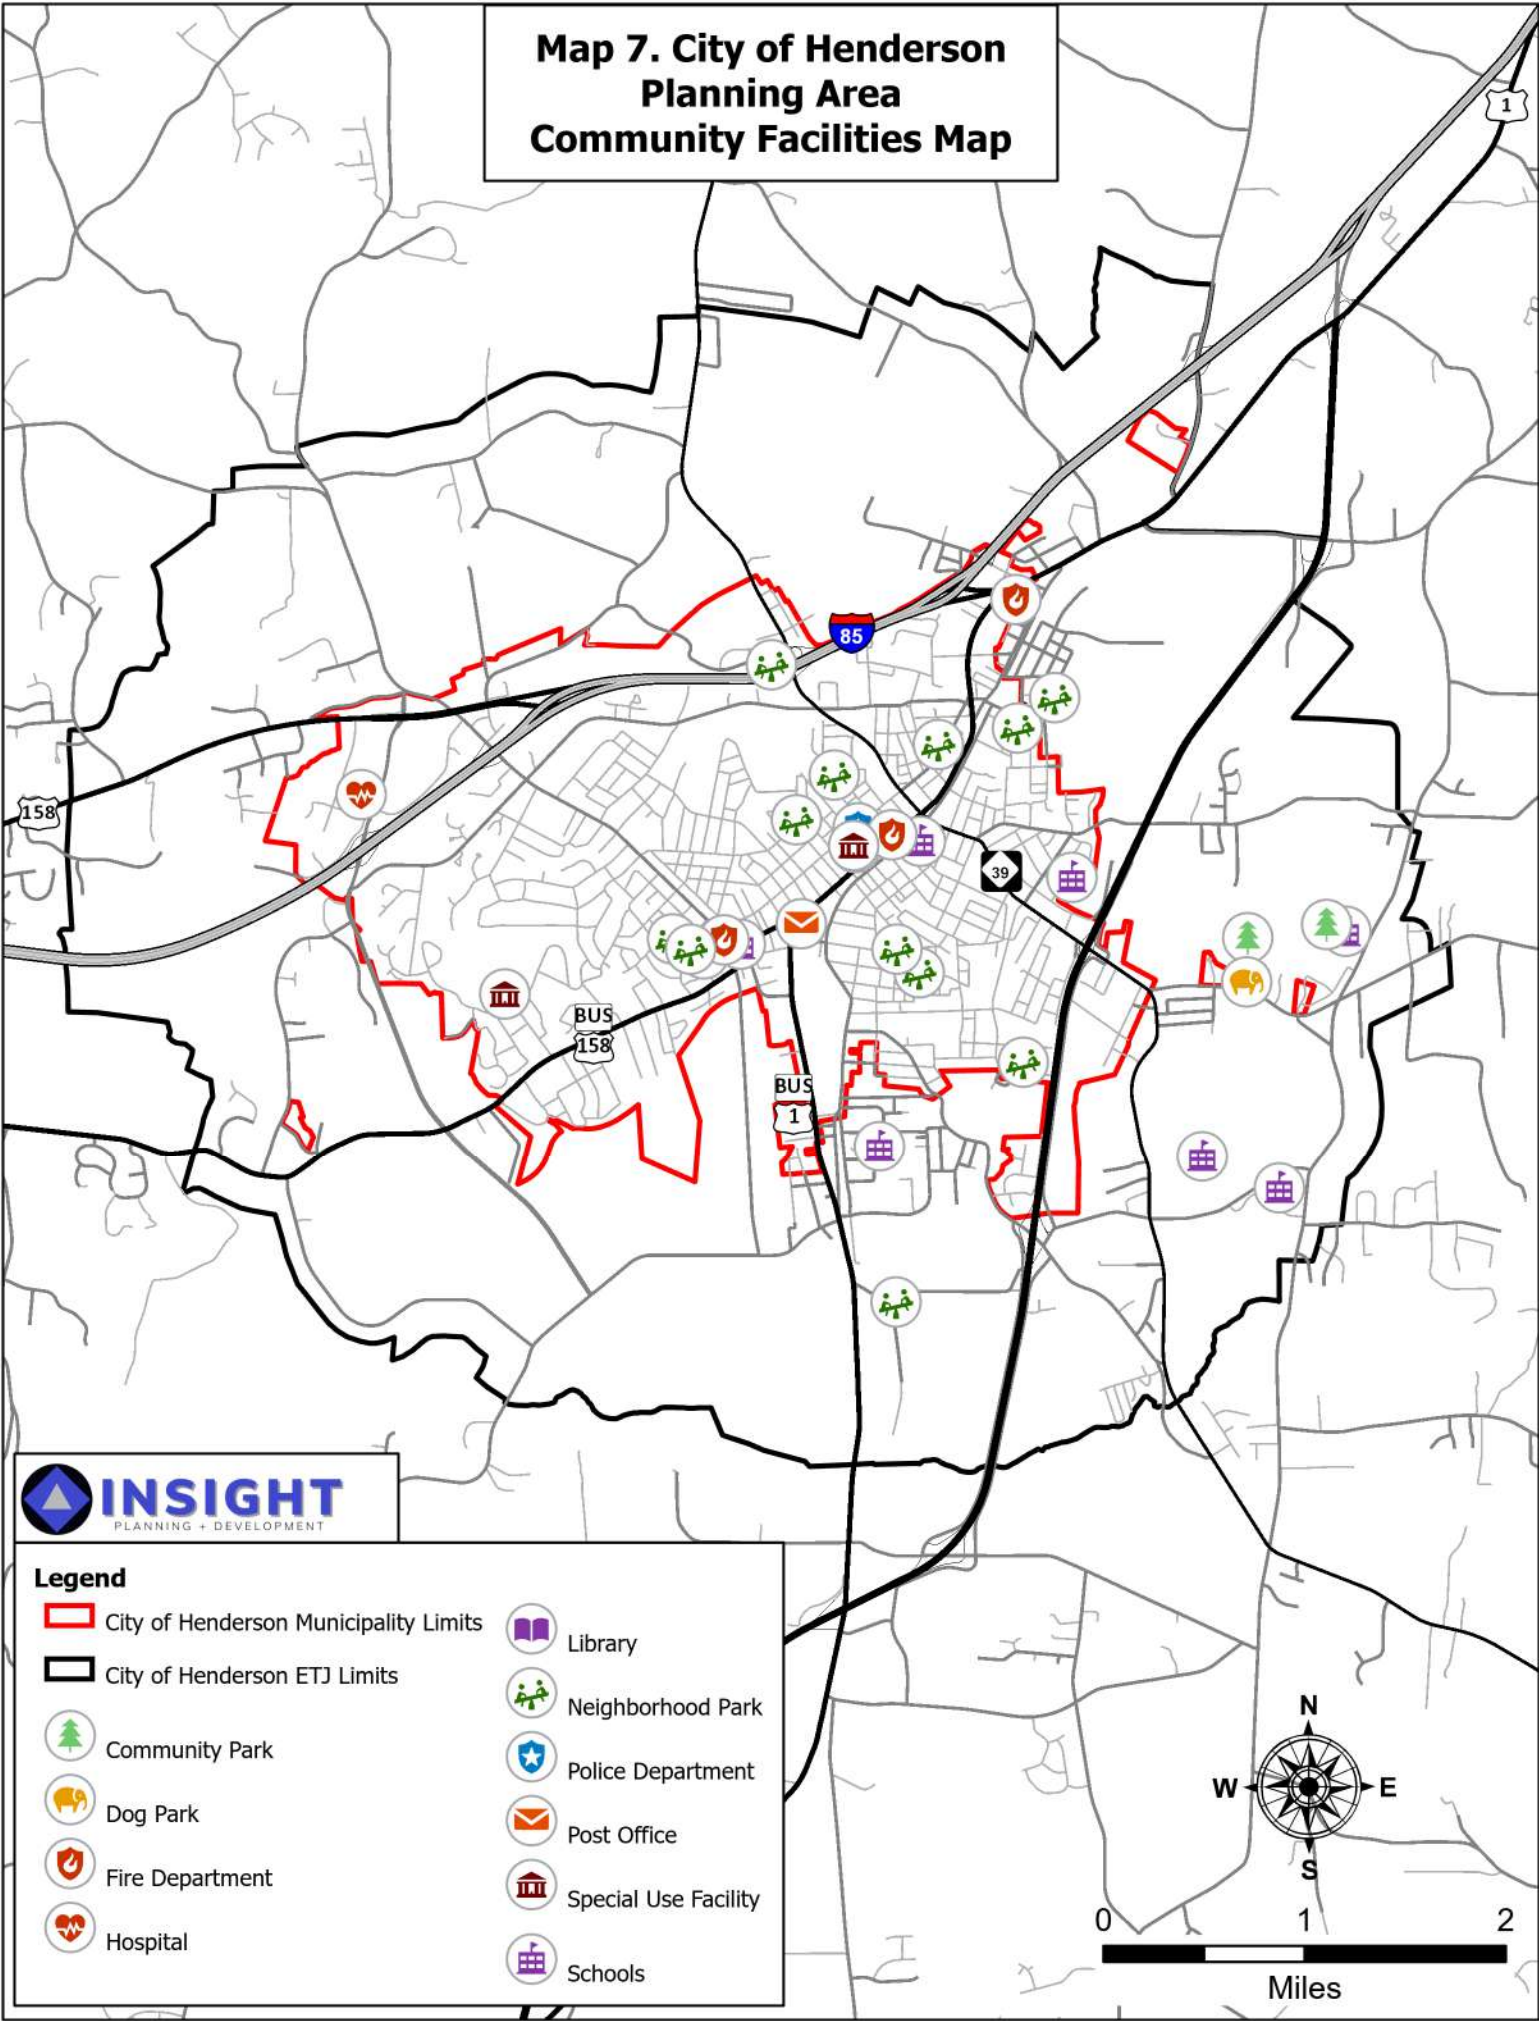 Map 7. City of Henderson
Planning Area
Community Facilities Map
1
85
158
39
BUS
158
BUS
1
INSIGHT
PLANNING + DEVELOPMENT
Legend
City of Henderson Municipality Limits
City of Henderson ETJ Limits
Community Park
Dog Park
Fire Department
Hospital
Library
Neighborhood Park
Police Department
Post Office
Special Use Facility
Schools
N
W
E
S
0 1 2
Miles